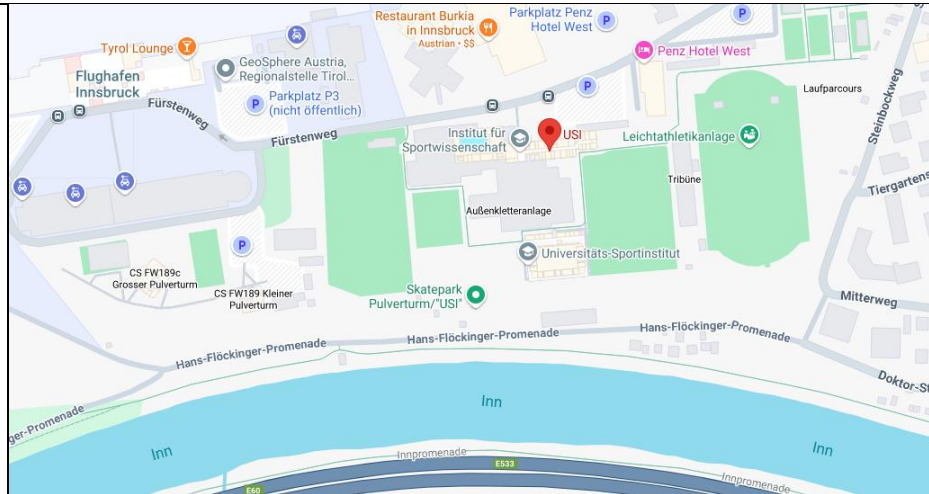 Restaurant Burkia
in Innsbruck
Austrian • $$
Parkplatz Penz
Hotel West
P
P
Tyrol Lounge
Penz Hotel West
GeoSphere Austria,
Regionalstelle Tirol...
Flughafen
Innsbruck
P
Parkplatz P3
(nicht öffentlich)
P
Laufparcours
Steinbockweg
Fürstenweg
Fürstenweg
Institut für
Sportwissenschaft
USI
Leichtathletikanlage
Tribüne
Tiergartens
Außenkletteranlage
P
Universitäts-Sportinstitut
CS FW189c
Grosser Pulverturm
CS FW189 Kleiner
Pulverturm
Skatepark
Pulverturm/"USI"
Mitterweg
Hans-Flöckinger-Promenade
Hans-Flöckinger-Promenade
Hans-Flöckinger-Promenade
Doktor-St
nger-Promenade
Inn
Inn
Inn
Innpromenade
Innpromenade
E533
E60